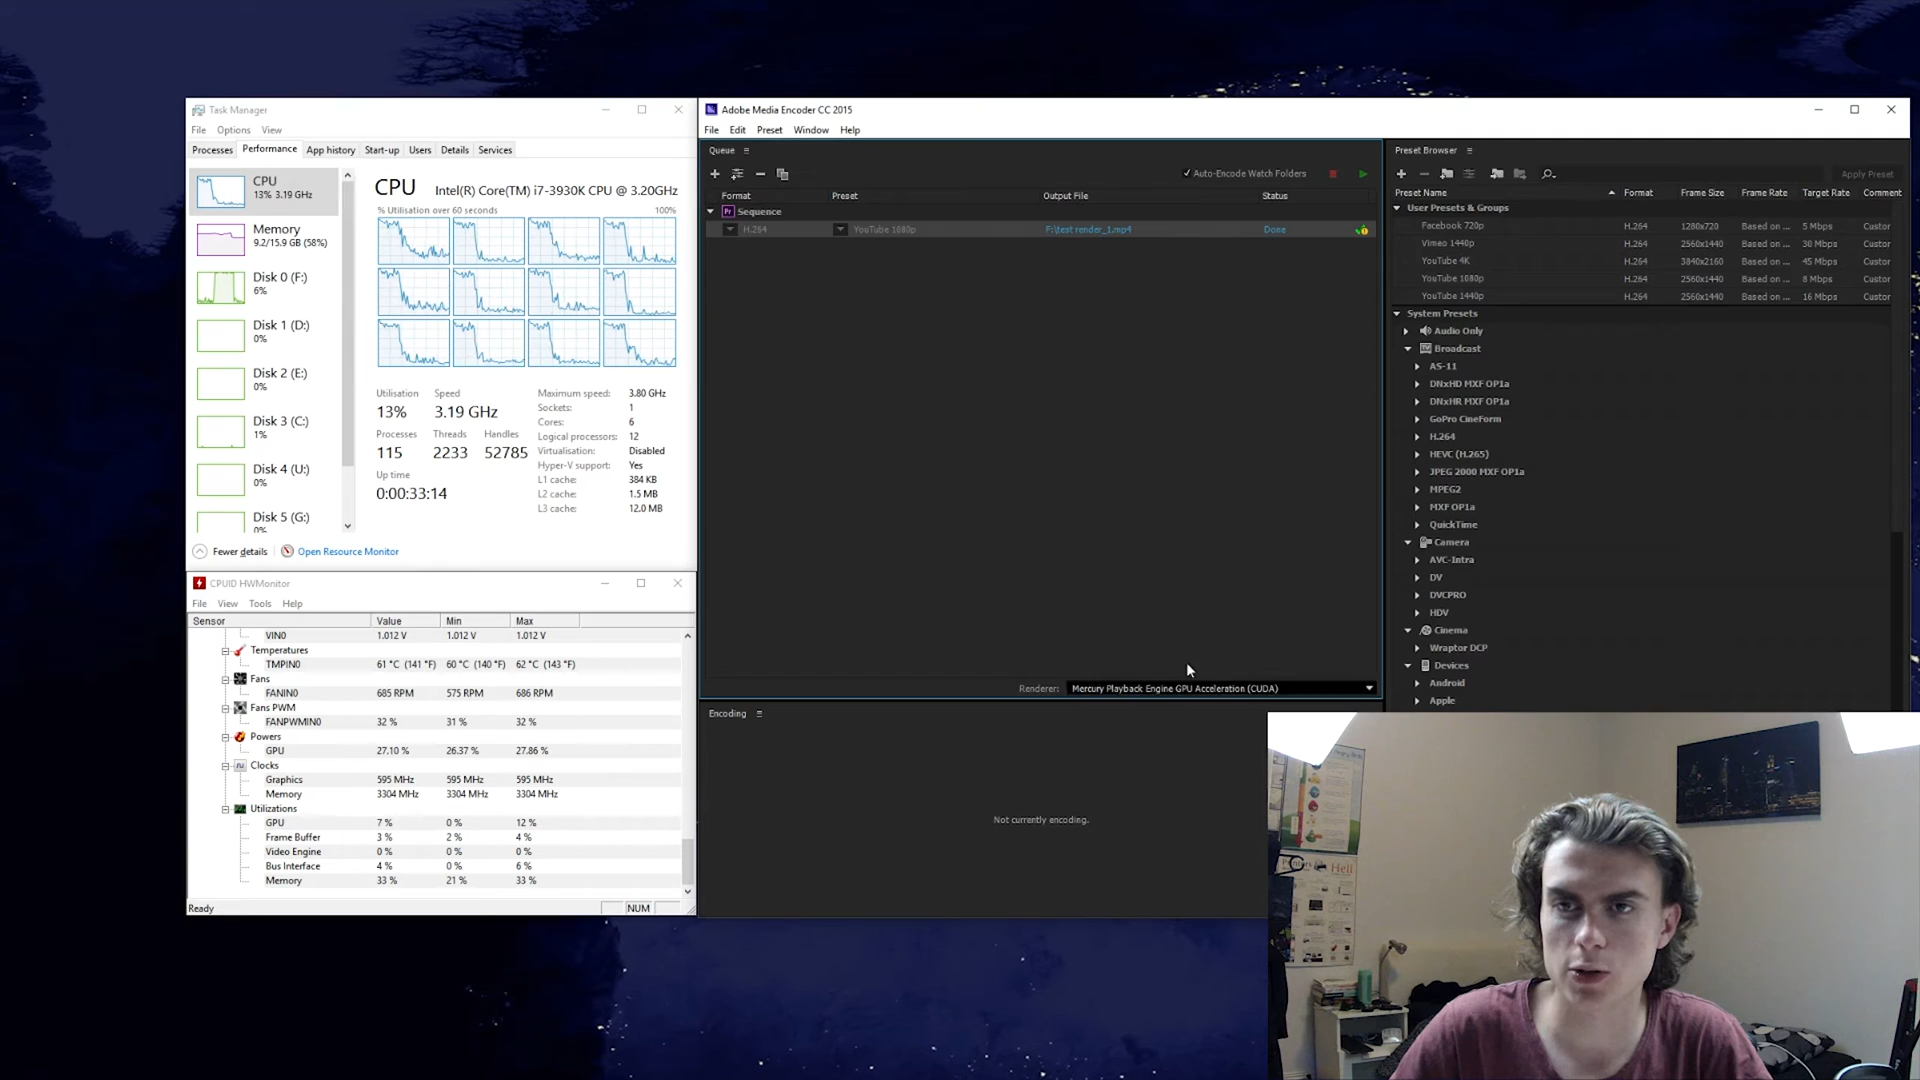 Task Manager
File Options View
Processes Performance App history Start-up Users Details Services
CPU
13% 3.19 GHz
Memory
9.2/15.9 GB (58%)
Disk 0 (F:)
6%
Disk 1 (D:)
0%
Disk 2 (E:)
0%
Disk 3 (C:)
1%
Disk 4 (U:)
0%
Disk 5 (G:)
0%
CPU Intel(R) Core(TM) i7-3930K CPU @ 3.20GHz
% Utilisation over 60 seconds 100%
Utilisation Speed
13% 3.19 GHz
Processes Threads Handles
115 2233 52785
Up time
0:00:33:14
Maximum speed: 3.80 GHz
Sockets: 1
Cores: 6
Logical processors: 12
Virtualisation: Disabled
Hyper-V support: Yes
L1 cache: 384 KB
L2 cache: 1.5 MB
L3 cache: 12.0 MB
Fewer details Open Resource Monitor
CPUID HWMonitor
File View Tools Help
Sensor Value Min Max
VIN0 1.012 V 1.012 V 1.012 V
Temperatures
TMPIN0 61 °C (141 °F) 60 °C (140 °F) 62 °C (143 °F)
Fans
FANIN0 685 RPM 575 RPM 686 RPM
Fans PWM
FANPWMIN0 32 % 31 % 32 %
Powers
GPU 27.10 % 26.37 % 27.86 %
Clocks
Graphics 595 MHz 595 MHz 595 MHz
Memory 3304 MHz 3304 MHz 3304 MHz
Utilizations
GPU 7 % 0 % 12 %
Frame Buffer 3 % 2 % 4 %
Video Engine 0 % 0 % 0 %
Bus Interface 4 % 0 % 6 %
Memory 33 % 21 % 33 %
Ready NUM
Adobe Media Encoder CC 2015
File Edit Preset Window Help
Queue
Auto-Encode Watch Folders
Format Preset Output File Status
Pr Sequence
H.264 YouTube 1080p F:\test render_1.mp4 Done
Renderer: Mercury Playback Engine GPU Acceleration (CUDA)
Encoding
Not currently encoding.
Preset Browser
Apply Preset
Preset Name Format Frame Size Frame Rate Target Rate Comment
User Presets & Groups
Facebook 720p H.264 1280x720 Based on ... 5 Mbps Custor
Vimeo 1440p H.264 2560x1440 Based on ... 30 Mbps Custor
YouTube 4K H.264 3840x2160 Based on ... 45 Mbps Custor
YouTube 1080p H.264 2560x1440 Based on ... 8 Mbps Custor
YouTube 1440p H.264 2560x1440 Based on ... 16 Mbps Custor
System Presets
Audio Only
Broadcast
AS-11
DNxHD MXF OP1a
DNxHR MXF OP1a
GoPro CineForm
H.264
HEVC (H.265)
JPEG 2000 MXF OP1a
MPEG2
MXF OP1a
QuickTime
Camera
AVC-Intra
DV
DVCPRO
HDV
Cinema
Wraptor DCP
Devices
Android
Apple
Hell